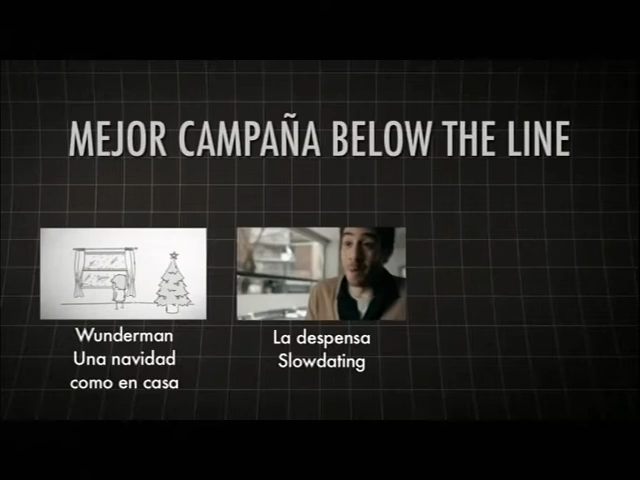 MEJOR CAMPAÑA BELOW THE LINE
Wunderman
Una navidad
como en casa
La despensa
Slowdating